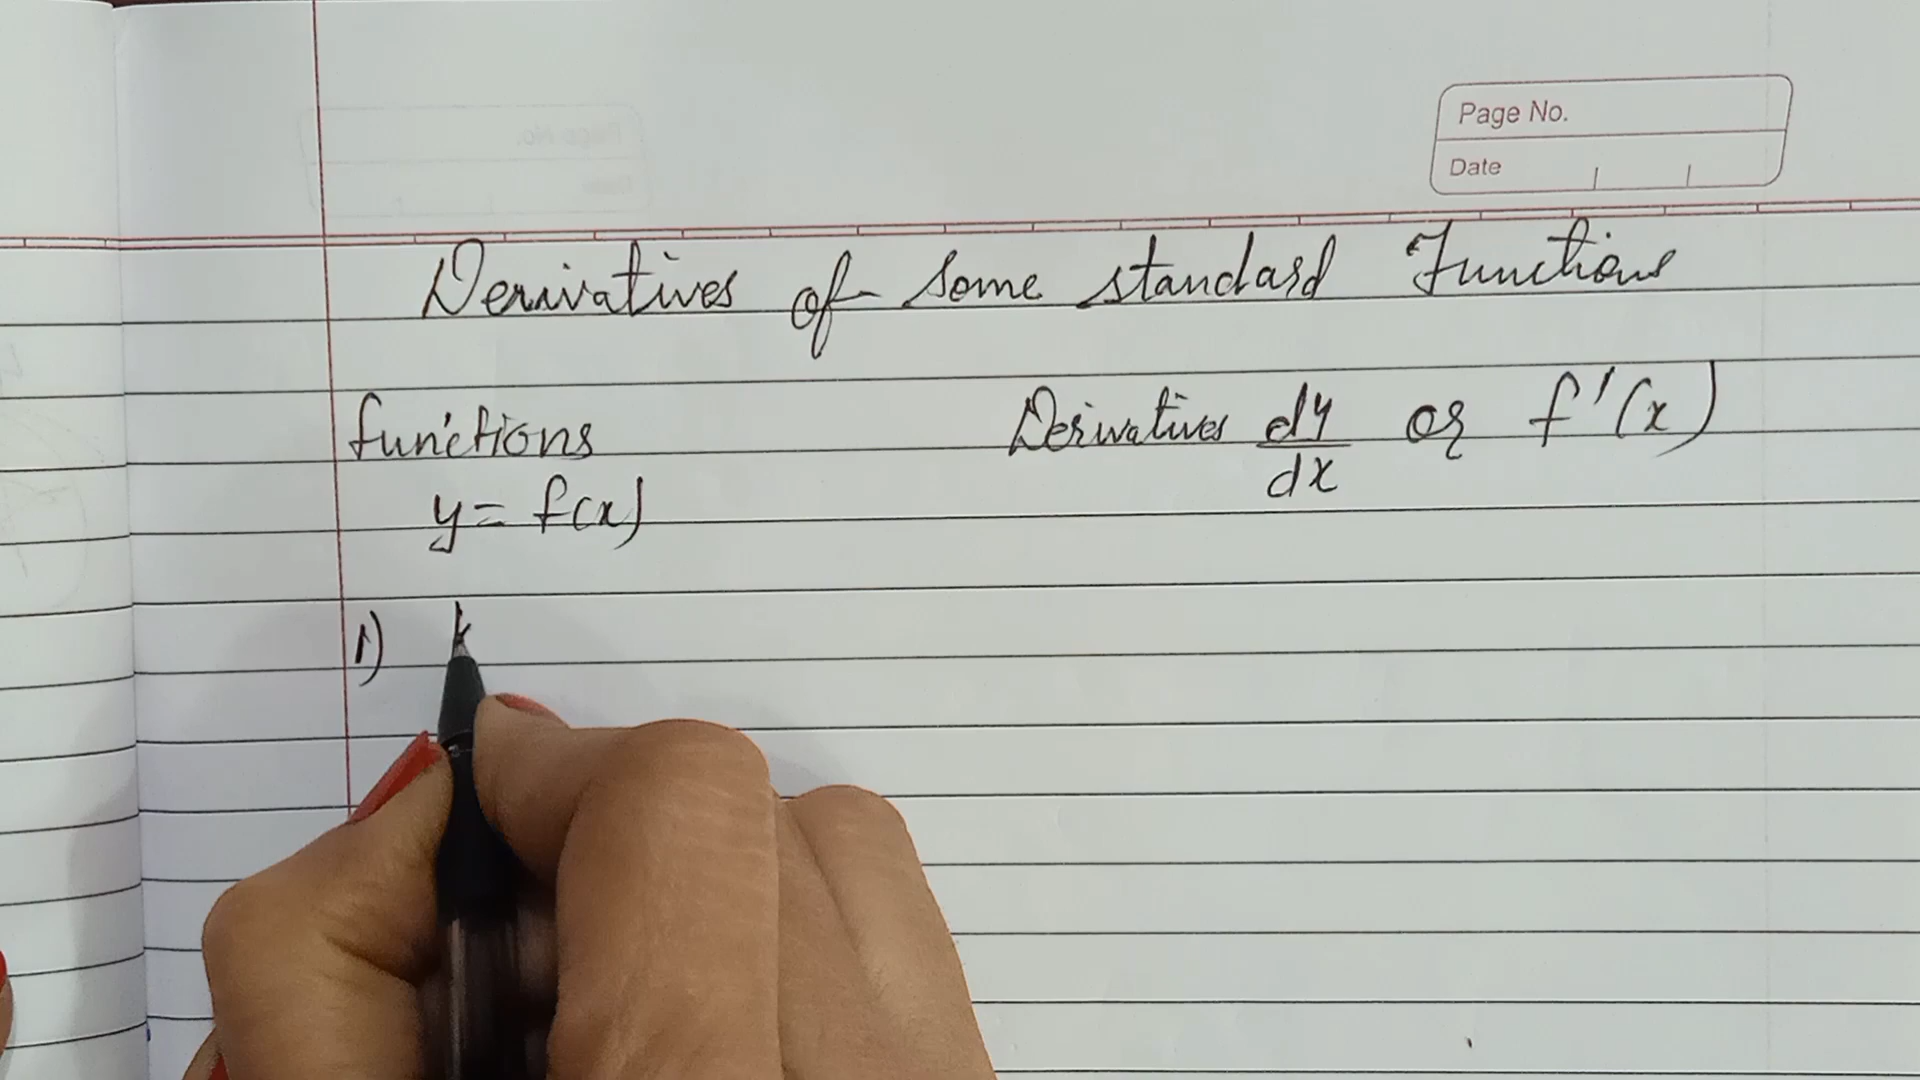 Page No.
Date
Derivatives of some standard Functions
functions Derivatives dy/dx or f'(x)
y = f(x)
1) k